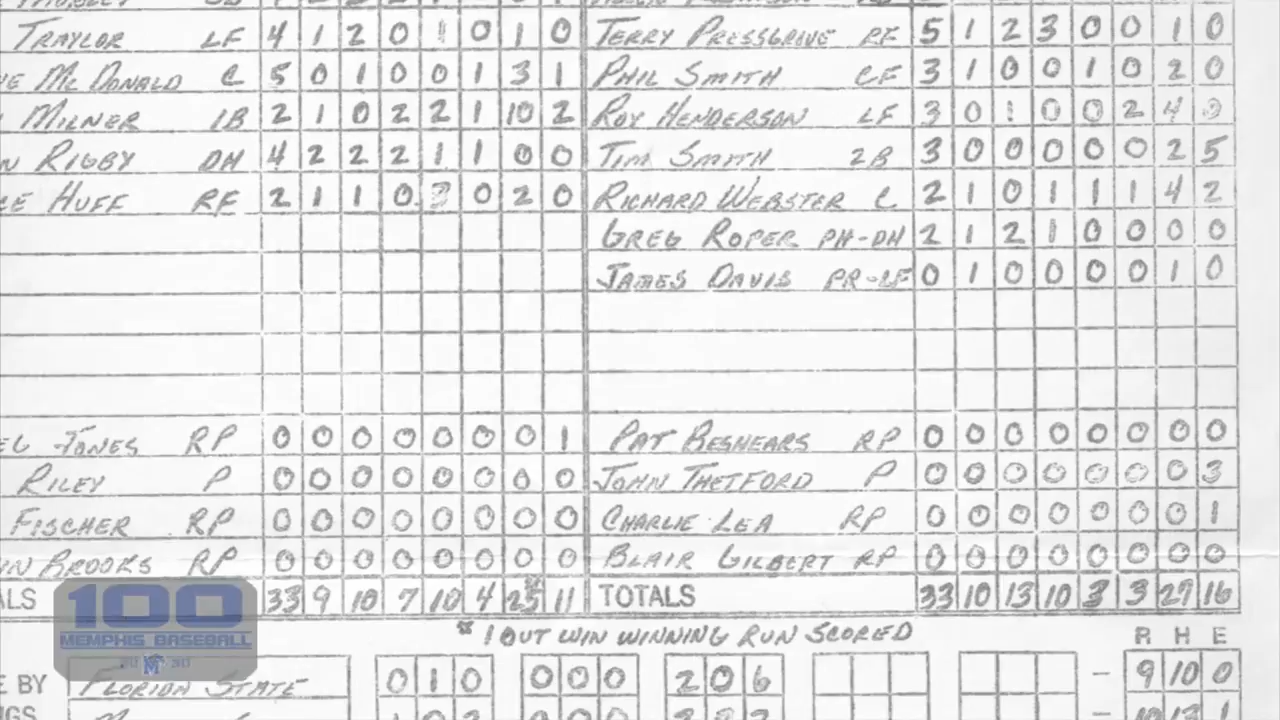 TRAYLOR LF 4 1 2 0 1 0 1 0 TERRY PRESSGROVE RF 5 1 2 3 0 0 1 0
VE MCDONALD C 5 0 1 0 0 1 3 1 PHIL SMITH CF 3 1 0 0 1 0 2 0
MILNER 1B 2 1 0 2 2 1 10 2 ROY HENDERSON LF 3 0 1 0 0 2 4 0
N RIGBY DH 4 2 2 2 1 1 0 0 TIM SMITH 2B 3 0 0 0 0 0 2 5
CE HUFF RF 2 1 1 0 0 2 0 RICHARD WEBSTER C 2 1 0 1 1 1 4 2
GREG ROPER PH-DH 2 1 2 1 0 0 0 0
JAMES DAVIS PR-LF 0 1 0 0 0 0 1 0
EL JONES RP 0 0 0 0 0 0 0 1 PAT BESHEARS RP 0 0 0 0 0 0 0 0
RILEY P 0 0 0 0 0 0 0 0 JOHN THETFORD P 0 0 0 0 0 0 0 3
FISCHER RP 0 0 0 0 0 0 0 0 CHARLIE LEA RP 0 0 0 0 0 0 0 1
N BROOKS RP 0 0 0 0 0 0 0 0 BLAIR GILBERT RP 0 0 0 0 0 0 0 0
ALS 33 9 10 7 10 4 25* 11 TOTALS 33 10 13 10 3 3 27 16
100
MEMPHIS BASEBALL
*1 OUT WIN WINNING RUN SCORED
R H E
E BY FLORIDA STATE 0 1 0 0 0 0 2 0 6 - 9 10 0
NGS